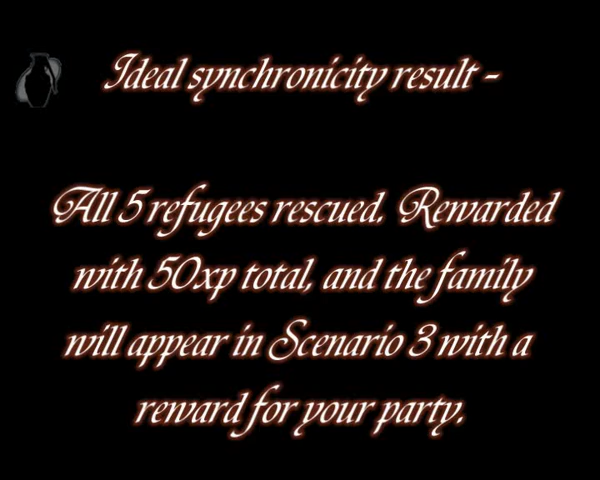 Ideal synchronicity result -
All 5 refugees rescued. Rewarded
with 50xp total, and the family
will appear in Scenario 3 with a
reward for your party.